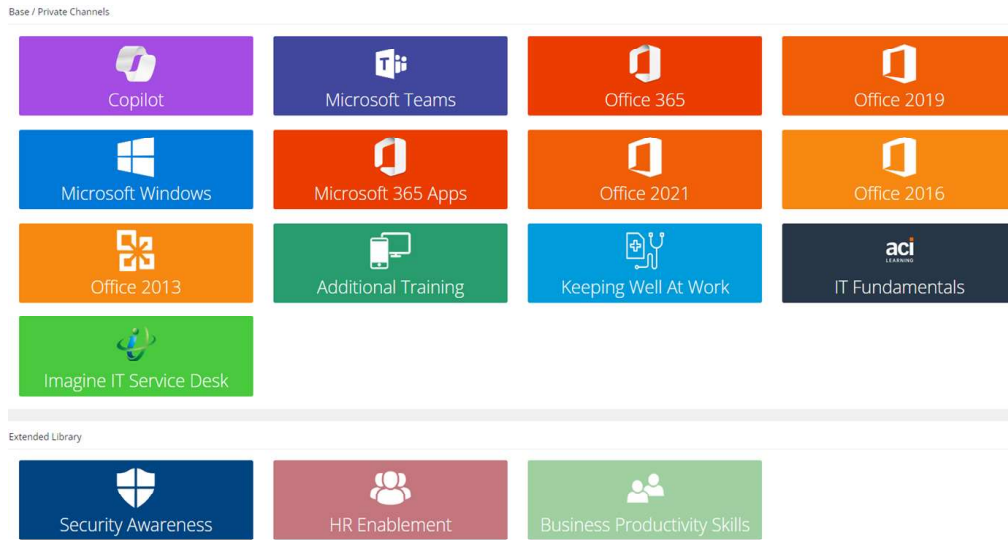 Base / Private Channels
Copilot
Microsoft Teams
Office 365
Office 2019
Microsoft Windows
Microsoft 365 Apps
Office 2021
Office 2016
Office 2013
Additional Training
Keeping Well At Work
aci
LEARNING
IT Fundamentals
Imagine IT Service Desk
Extended Library
Security Awareness
HR Enablement
Business Productivity Skills